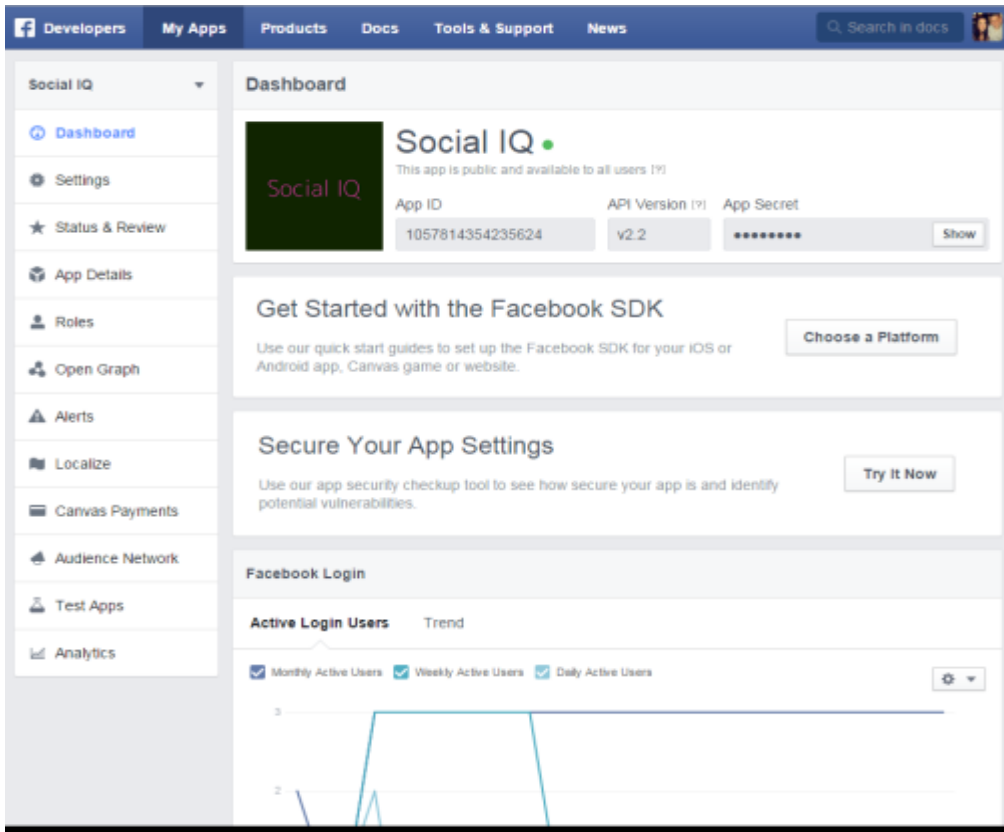 f Developers My Apps Products Docs Tools & Support News Search in docs
Social IQ
Dashboard
Settings
Status & Review
App Details
Roles
Open Graph
Alerts
Localize
Canvas Payments
Audience Network
Test Apps
Analytics
Dashboard
Social IQ
Social IQ
This app is public and available to all users [?]
App ID API Version [?] App Secret
1057814354235624 v2.2 •••••••• Show
Get Started with the Facebook SDK
Use our quick start guides to set up the Facebook SDK for your iOS or
Android app, Canvas game or website.
Choose a Platform
Secure Your App Settings
Use our app security checkup tool to see how secure your app is and identify
potential vulnerabilities.
Try It Now
Facebook Login
Active Login Users Trend
Monthly Active Users Weekly Active Users Daily Active Users
3
2